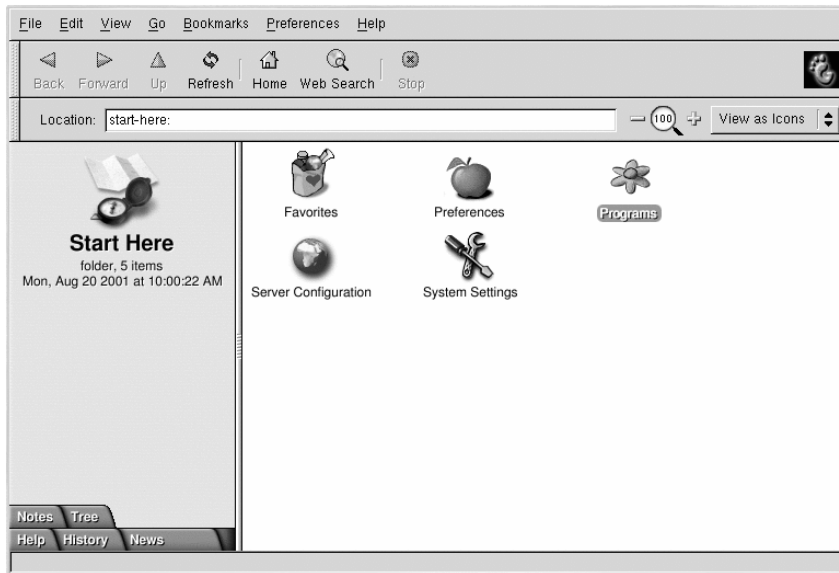 File Edit View Go Bookmarks Preferences Help
Back Forward Up Refresh Home Web Search Stop
Location: start-here: 100 View as Icons
Start Here
folder, 5 items
Mon, Aug 20 2001 at 10:00:22 AM
Favorites Preferences Programs
Server Configuration System Settings
Notes Tree
Help History News